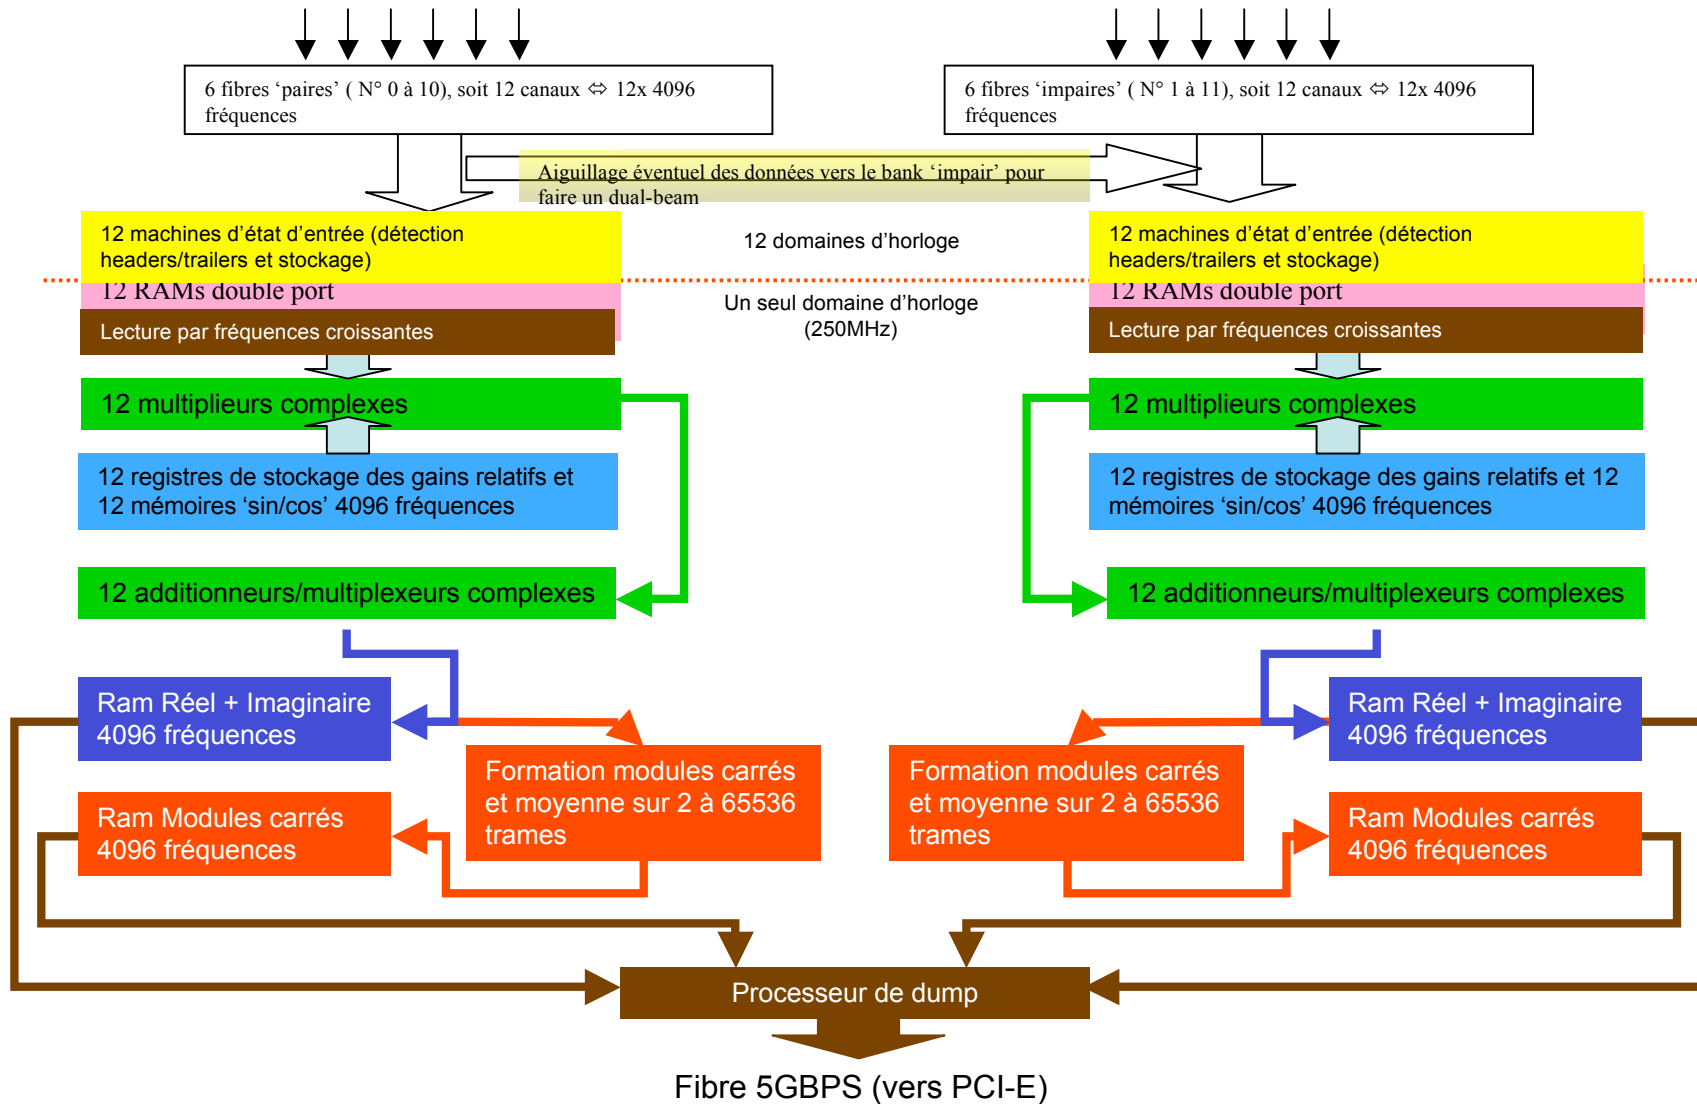 6 fibres ‘paires’ ( N° 0 à 10), soit 12 canaux ⇔ 12x 4096
fréquences
6 fibres ‘impaires’ ( N° 1 à 11), soit 12 canaux ⇔ 12x 4096
fréquences
Aiguillage éventuel des données vers le bank ‘impair’ pour
faire un dual-beam
12 machines d’état d’entrée (détection
headers/trailers et stockage)
12 domaines d’horloge
12 machines d’état d’entrée (détection
headers/trailers et stockage)
12 RAMs double port
Un seul domaine d’horloge
(250MHz)
12 RAMs double port
Lecture par fréquences croissantes
Lecture par fréquences croissantes
12 multiplieurs complexes
12 multiplieurs complexes
12 registres de stockage des gains relatifs et
12 mémoires ‘sin/cos’ 4096 fréquences
12 registres de stockage des gains relatifs et 12
mémoires ‘sin/cos’ 4096 fréquences
12 additionneurs/multiplexeurs complexes
12 additionneurs/multiplexeurs complexes
Ram Réel + Imaginaire
4096 fréquences
Formation modules carrés
et moyenne sur 2 à 65536
trames
Formation modules carrés
et moyenne sur 2 à 65536
trames
Ram Réel + Imaginaire
4096 fréquences
Ram Modules carrés
4096 fréquences
Ram Modules carrés
4096 fréquences
Processeur de dump
Fibre 5GBPS (vers PCI-E)